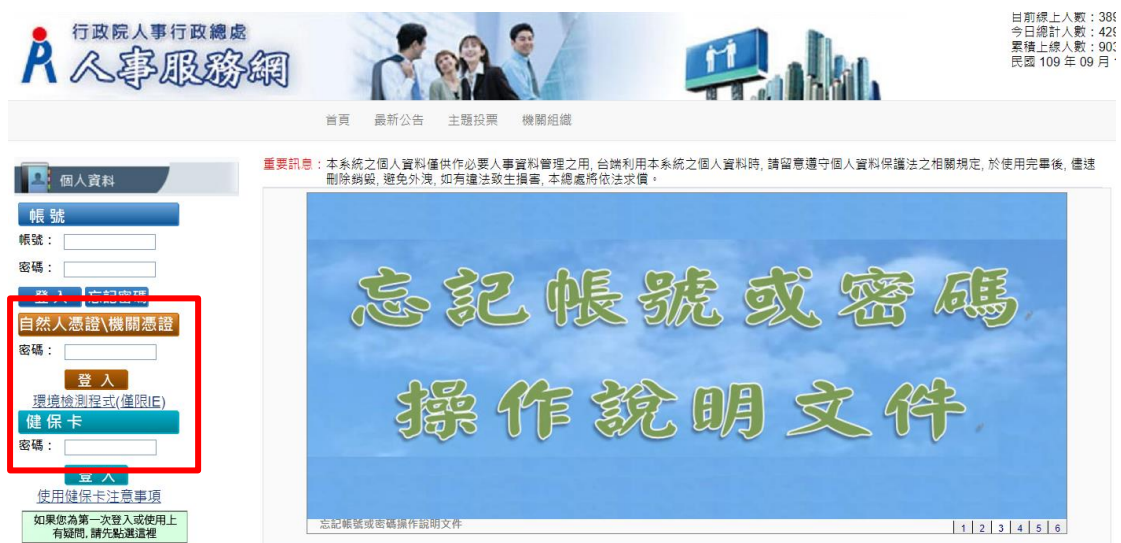 行政院人事行政總處
人事服務網
目前線上人數：389
今日總計人數：429
累積上線人數：903
民國 109 年 09 月
首頁 最新公告 主題投票 機關組織
個人資料
重要訊息：本系統之個人資料僅供作必要人事資料管理之用, 台端利用本系統之個人資料時, 請留意遵守個人資料保護法之相關規定, 於使用完畢後, 儘速
刪除銷毀, 避免外洩, 如有違法致生損害, 本總處將依法求償。
帳 號
帳號：
密碼：
登 入 忘記密碼
自然人憑證\機關憑證
密碼：
登 入
環境檢測程式(僅限IE)
健 保 卡
密碼：
登 入
使用健保卡注意事項
如果您為第一次登入或使用上
有疑問, 請先點選這裡
忘記帳號或密碼
操作說明文件
忘記帳號或密碼操作說明文件
1 2 3 4 5 6